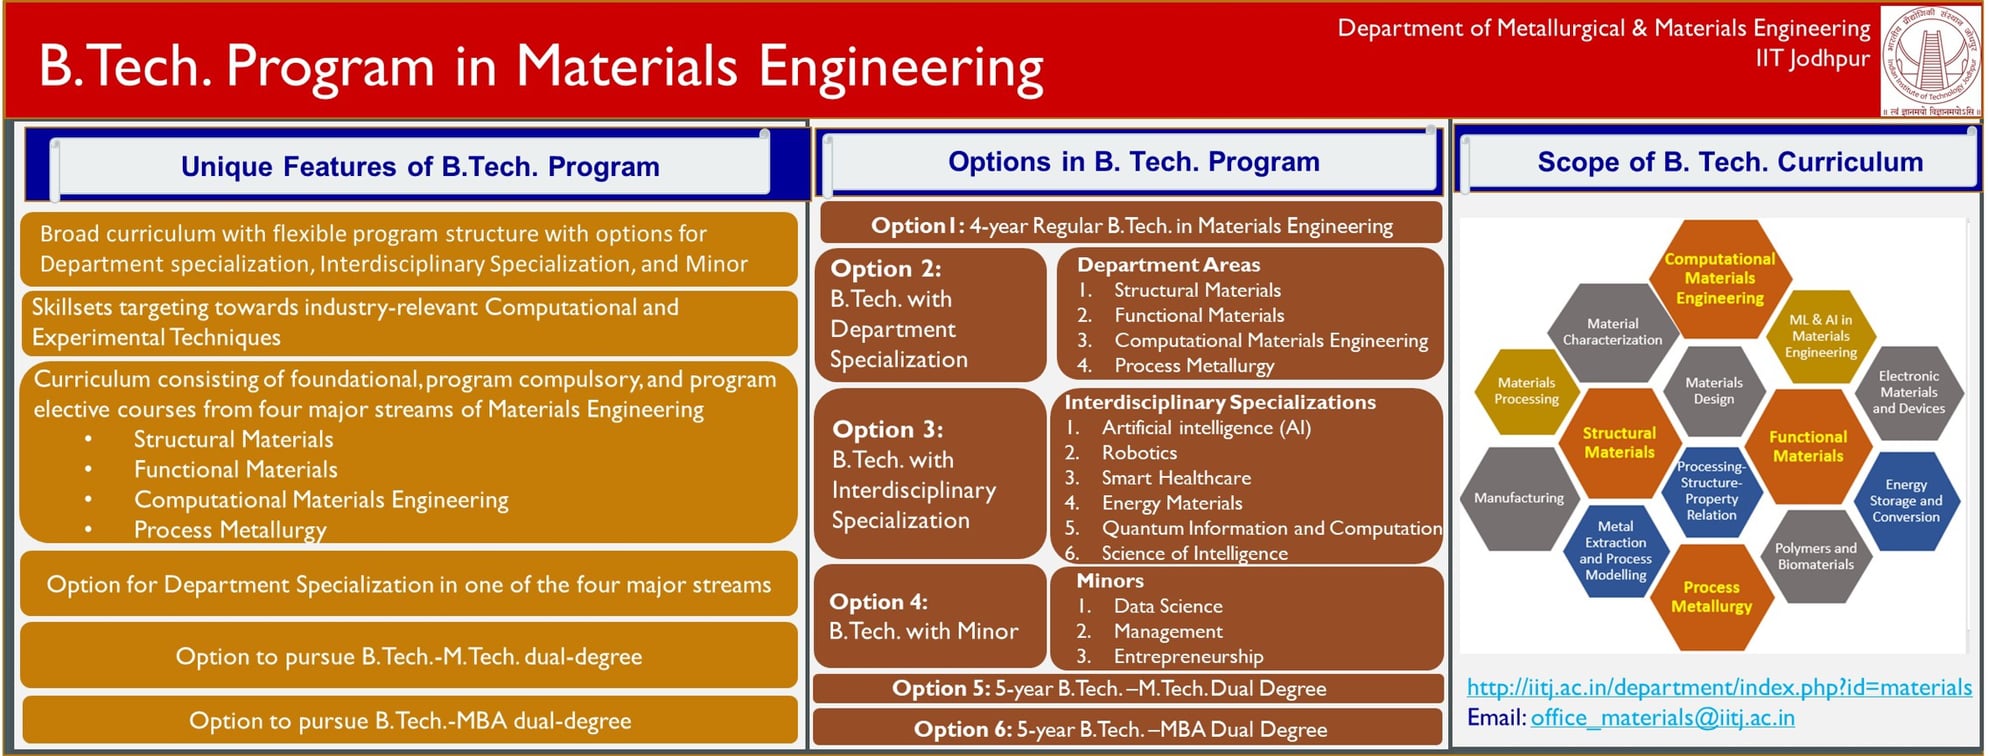 B.Tech. Program in Materials Engineering
Department of Metallurgical & Materials Engineering
IIT Jodhpur
भारतीय प्रौद्योगिकी संस्थान जोधपुर
Indian Institute of Technology Jodhpur
॥ त्वं ज्ञानमयो विज्ञानमयोऽसि ॥
Unique Features of B.Tech. Program
Broad curriculum with flexible program structure with options for
Department specialization, Interdisciplinary Specialization, and Minor
Skillsets targeting towards industry-relevant Computational and
Experimental Techniques
Curriculum consisting of foundational, program compulsory, and program
elective courses from four major streams of Materials Engineering
• Structural Materials
• Functional Materials
• Computational Materials Engineering
• Process Metallurgy
Option for Department Specialization in one of the four major streams
Option to pursue B.Tech.-M.Tech. dual-degree
Option to pursue B.Tech.-MBA dual-degree
Options in B. Tech. Program
Option1: 4-year Regular B.Tech. in Materials Engineering
Option 2:
B.Tech. with
Department
Specialization
Department Areas
1. Structural Materials
2. Functional Materials
3. Computational Materials Engineering
4. Process Metallurgy
Option 3:
B.Tech. with
Interdisciplinary
Specialization
Interdisciplinary Specializations
1. Artificial intelligence (AI)
2. Robotics
3. Smart Healthcare
4. Energy Materials
5. Quantum Information and Computation
6. Science of Intelligence
Option 4:
B.Tech. with Minor
Minors
1. Data Science
2. Management
3. Entrepreneurship
Option 5: 5-year B.Tech. –M.Tech. Dual Degree
Option 6: 5-year B.Tech. –MBA Dual Degree
Scope of B. Tech. Curriculum
Computational
Materials
Engineering
Material
Characterization
ML & AI in
Materials
Engineering
Materials
Processing
Materials
Design
Electronic
Materials
and Devices
Structural
Materials
Functional
Materials
Manufacturing
Processing-
Structure-
Property
Relation
Energy
Storage and
Conversion
Metal
Extraction
and Process
Modelling
Polymers and
Biomaterials
Process
Metallurgy
http://iitj.ac.in/department/index.php?id=materials
Email: office_materials@iitj.ac.in